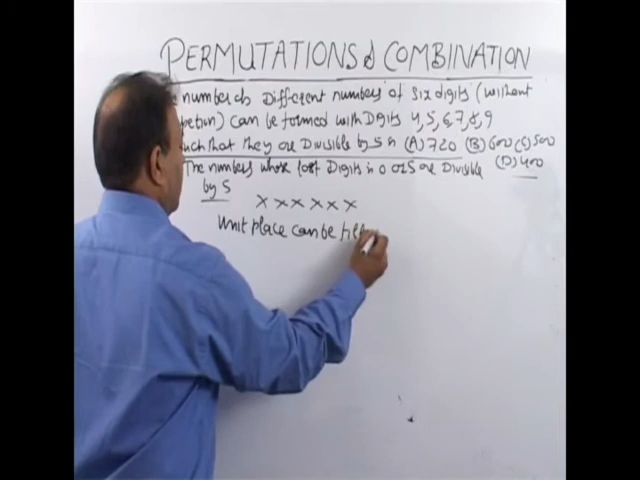 PERMUTATIONS & COMBINATION
number of Different numbers of six digits (without
) can be formed with Digits 4, 5, 6, 7, 8, 9
such that they are Divisible by 5 is (A) 720 (B) 600 (C) 500
(D) 400
The numbers whose last Digits is 0 or 5 are Divisible
by 5
× × × × × ×
Unit place can be